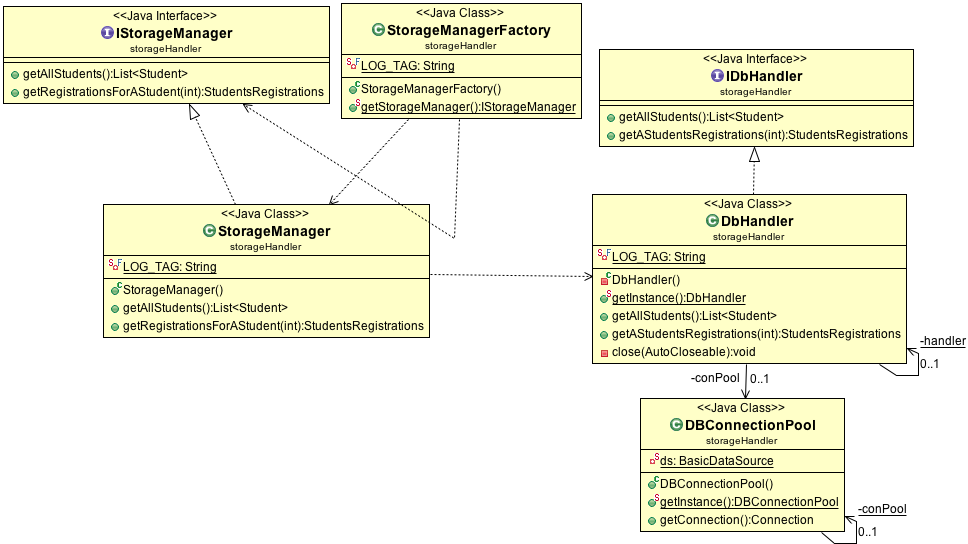 <<Java Interface>>
IStorageManager
storageHandler
getAllStudents():List<Student>
getRegistrationsForAStudent(int):StudentsRegistrations
<<Java Class>>
StorageManagerFactory
storageHandler
LOG_TAG: String
StorageManagerFactory()
getStorageManager():IStorageManager
<<Java Interface>>
IDbHandler
storageHandler
getAllStudents():List<Student>
getAStudentsRegistrations(int):StudentsRegistrations
<<Java Class>>
StorageManager
storageHandler
LOG_TAG: String
StorageManager()
getAllStudents():List<Student>
getRegistrationsForAStudent(int):StudentsRegistrations
<<Java Class>>
DbHandler
storageHandler
LOG_TAG: String
DbHandler()
getInstance():DbHandler
getAllStudents():List<Student>
getAStudentsRegistrations(int):StudentsRegistrations
close(AutoCloseable):void
-handler
0..1
-conPool 0..1
<<Java Class>>
DBConnectionPool
storageHandler
ds: BasicDataSource
DBConnectionPool()
getInstance():DBConnectionPool
getConnection():Connection
-conPool
0..1